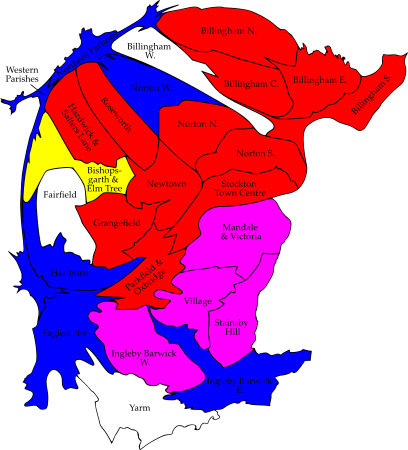 Billingham N.
Northern Parishes
Billingham
W.
Western
Parishes
Billingham E.
Billingham C.
Billingham S.
Norton W.
Roseworth
Hardwick &
Salters Lane
Norton N.
Norton S.
Bishops-
garth &
Elm Tree
Newtown
Stockton
Town Centre
Fairfield
Grangefield
Mandale
& Victoria
Hartburn
Parkfield &
Oxbridge
Village
Stainsby
Hill
Eaglescliffe
Ingleby Barwick
W.
Ingleby Barwick
E.
Yarm